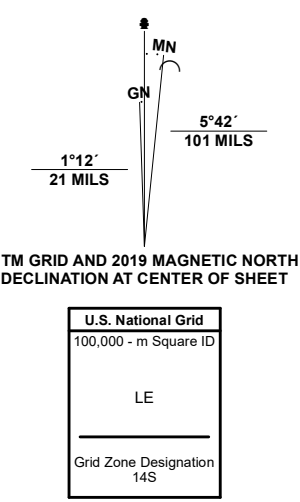 MN
GN
5°42´
101 MILS
1°12´
21 MILS
TM GRID AND 2019 MAGNETIC NORTH
DECLINATION AT CENTER OF SHEET
U.S. National Grid
100,000 - m Square ID
LE
Grid Zone Designation
14S